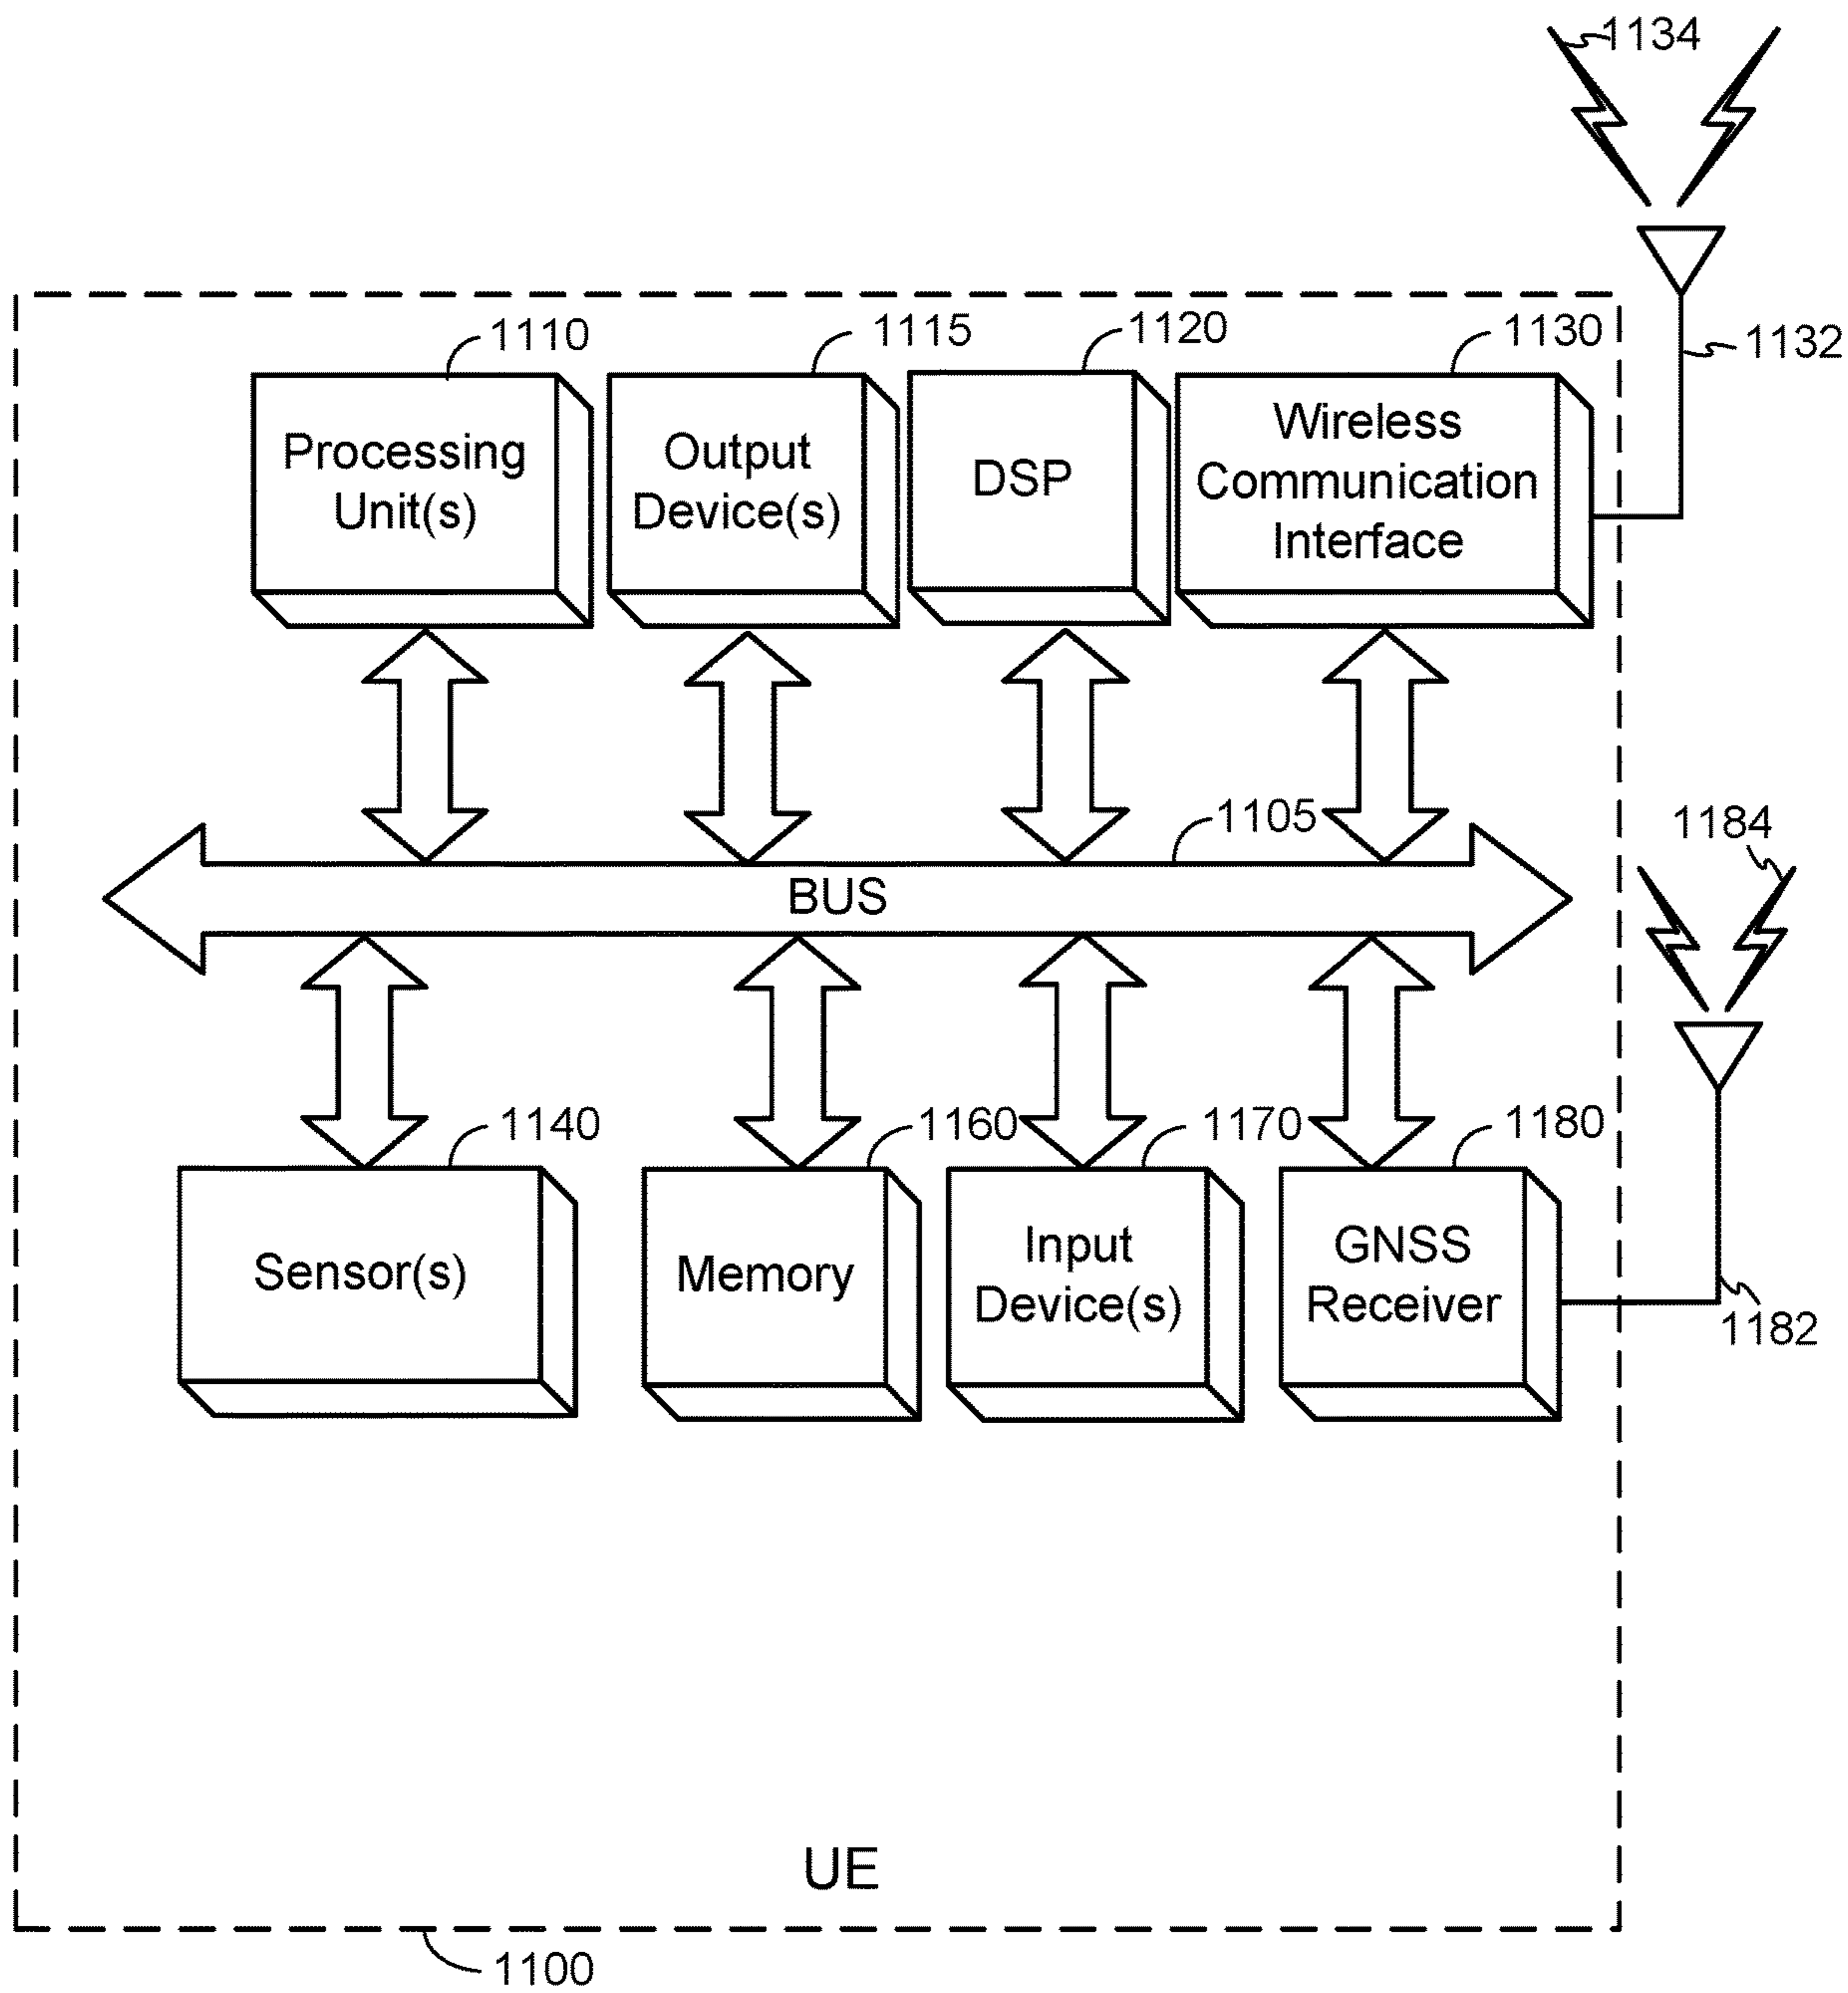 1134
1132
1110
1115
1120
1130
Processing
Unit(s)
Output
Device(s)
DSP
Wireless
Communication
Interface
1105
BUS
1184
1140
1160
1170
1180
Sensor(s)
Memory
Input
Device(s)
GNSS
Receiver
1182
UE
1100